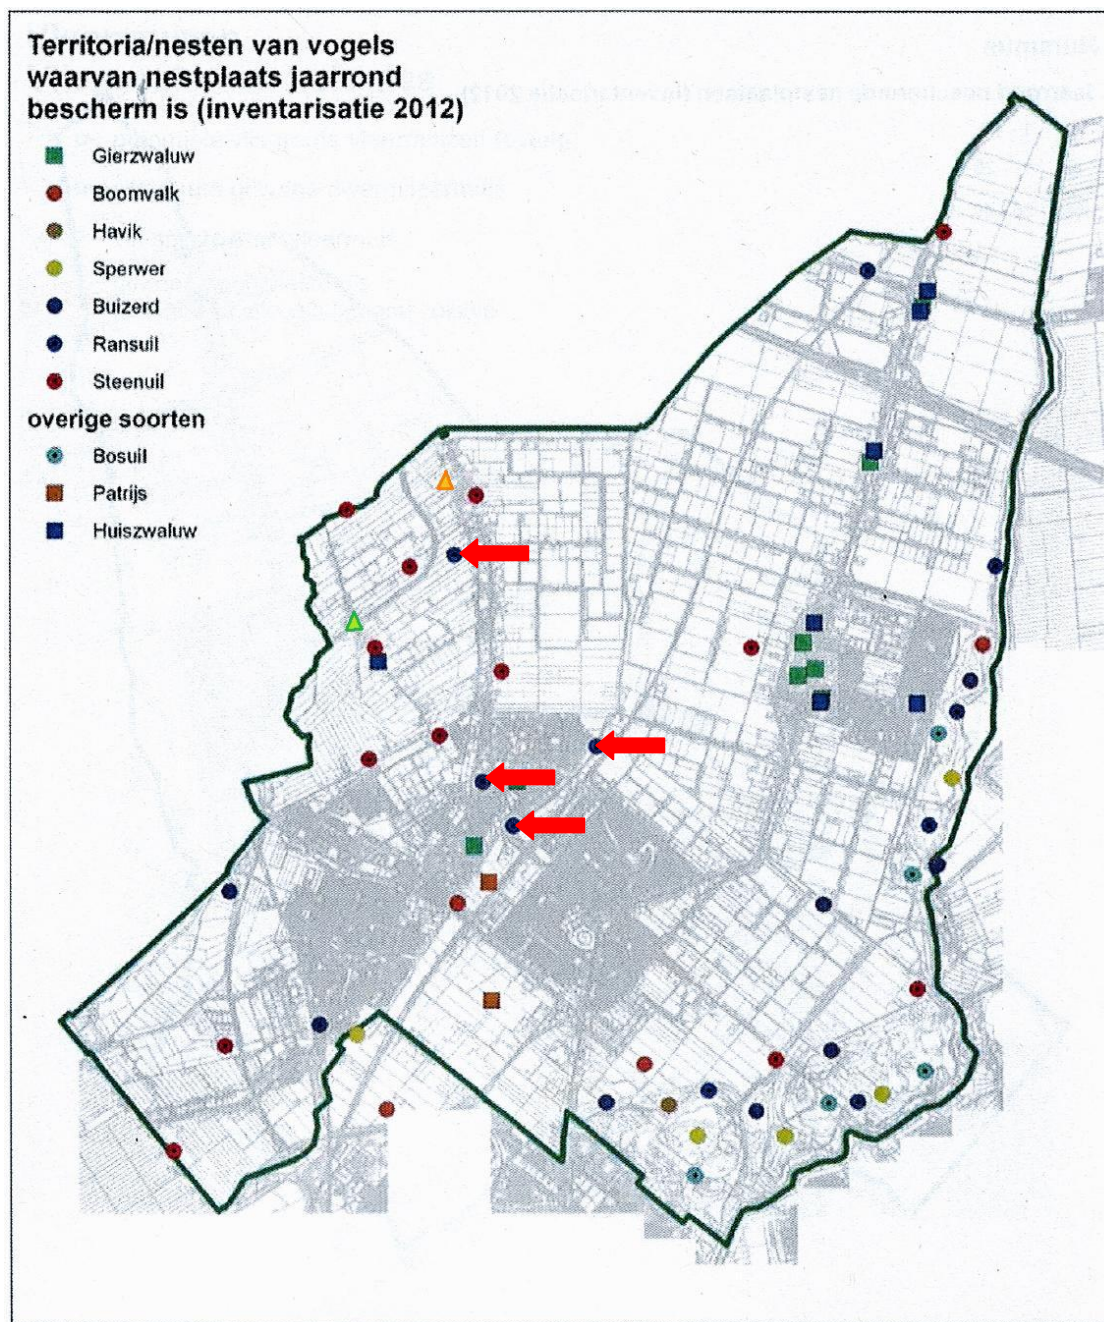 Territoria/nesten van vogels
waarvan nestplaats jaarrond
bescherm is (inventarisatie 2012)
Gierzwaluw
Boomvalk
Havik
Sperwer
Buizerd
Ransuil
Steenuil
overige soorten
Bosuil
Patrijs
Huiszwaluw